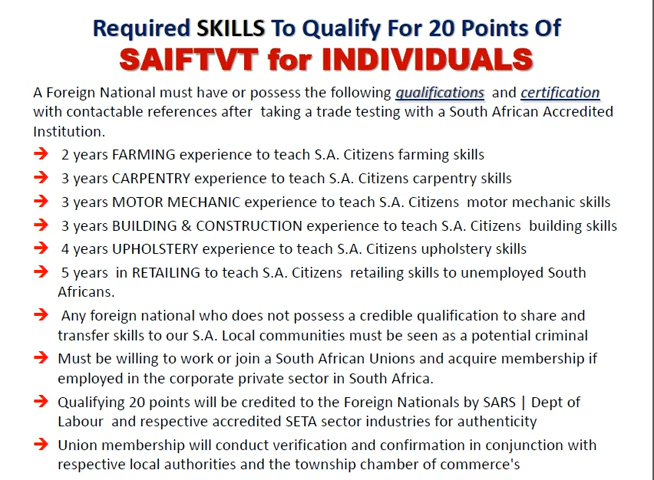 Required SKILLS To Qualify For 20 Points Of
SAIFTVT for INDIVIDUALS
A Foreign National must have or possess the following qualifications and certification
with contactable references after taking a trade testing with a South African Accredited
Institution.
➔ 2 years FARMING experience to teach S.A. Citizens farming skills
➔ 3 years CARPENTRY experience to teach S.A. Citizens carpentry skills
➔ 3 years MOTOR MECHANIC experience to teach S.A. Citizens motor mechanic skills
➔ 3 years BUILDING & CONSTRUCTION experience to teach S.A. Citizens building skills
➔ 4 years UPHOLSTERY experience to teach S.A. Citizens upholstery skills
➔ 5 years in RETAILING to teach S.A. Citizens retailing skills to unemployed South
Africans.
➔ Any foreign national who does not possess a credible qualification to share and
transfer skills to our S.A. Local communities must be seen as a potential criminal
➔ Must be willing to work or join a South African Unions and acquire membership if
employed in the corporate private sector in South Africa.
➔ Qualifying 20 points will be credited to the Foreign Nationals by SARS | Dept of
Labour and respective accredited SETA sector industries for authenticity
➔ Union membership will conduct verification and confirmation in conjunction with
respective local authorities and the township chamber of commerce's